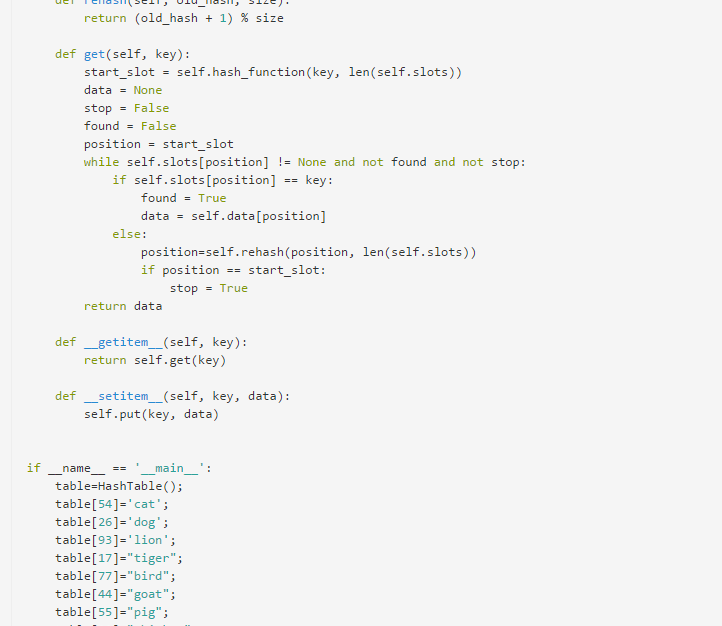 def rehash(self, old_hash, size):
return (old_hash + 1) % size
def get(self, key):
start_slot = self.hash_function(key, len(self.slots))
data = None
stop = False
found = False
position = start_slot
while self.slots[position] != None and not found and not stop:
if self.slots[position] == key:
found = True
data = self.data[position]
else:
position=self.rehash(position, len(self.slots))
if position == start_slot:
stop = True
return data
def __getitem__(self, key):
return self.get(key)
def __setitem__(self, key, data):
self.put(key, data)
if __name__ == '__main__':
table=HashTable();
table[54]='cat';
table[26]='dog';
table[93]='lion';
table[17]="tiger";
table[77]="bird";
table[44]="goat";
table[55]="pig";